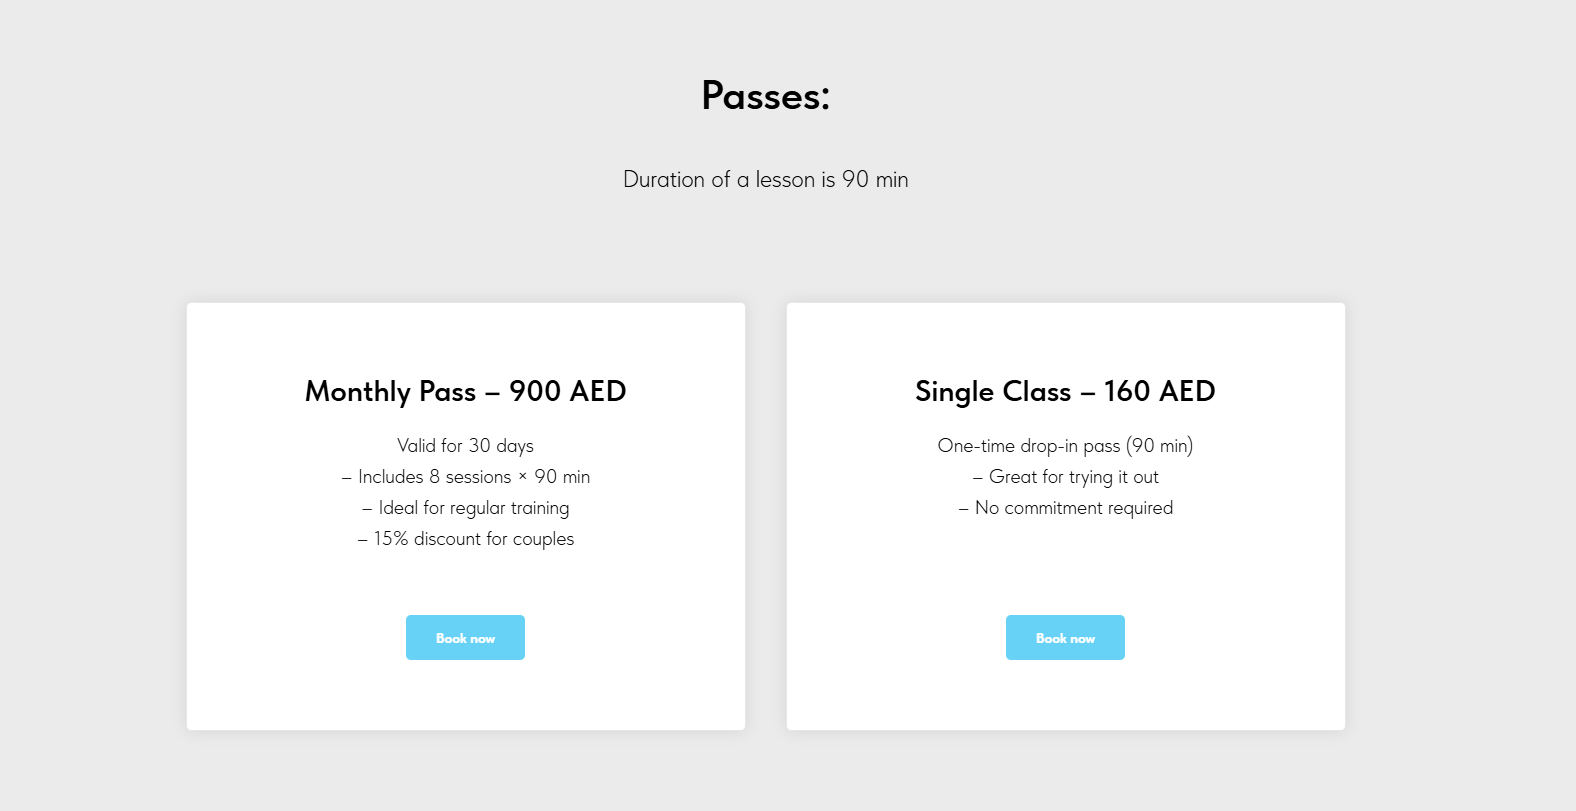 Passes:
Duration of a lesson is 90 min
Monthly Pass – 900 AED
Valid for 30 days
– Includes 8 sessions × 90 min
– Ideal for regular training
– 15% discount for couples
Book now
Single Class – 160 AED
One-time drop-in pass (90 min)
– Great for trying it out
– No commitment required
Book now